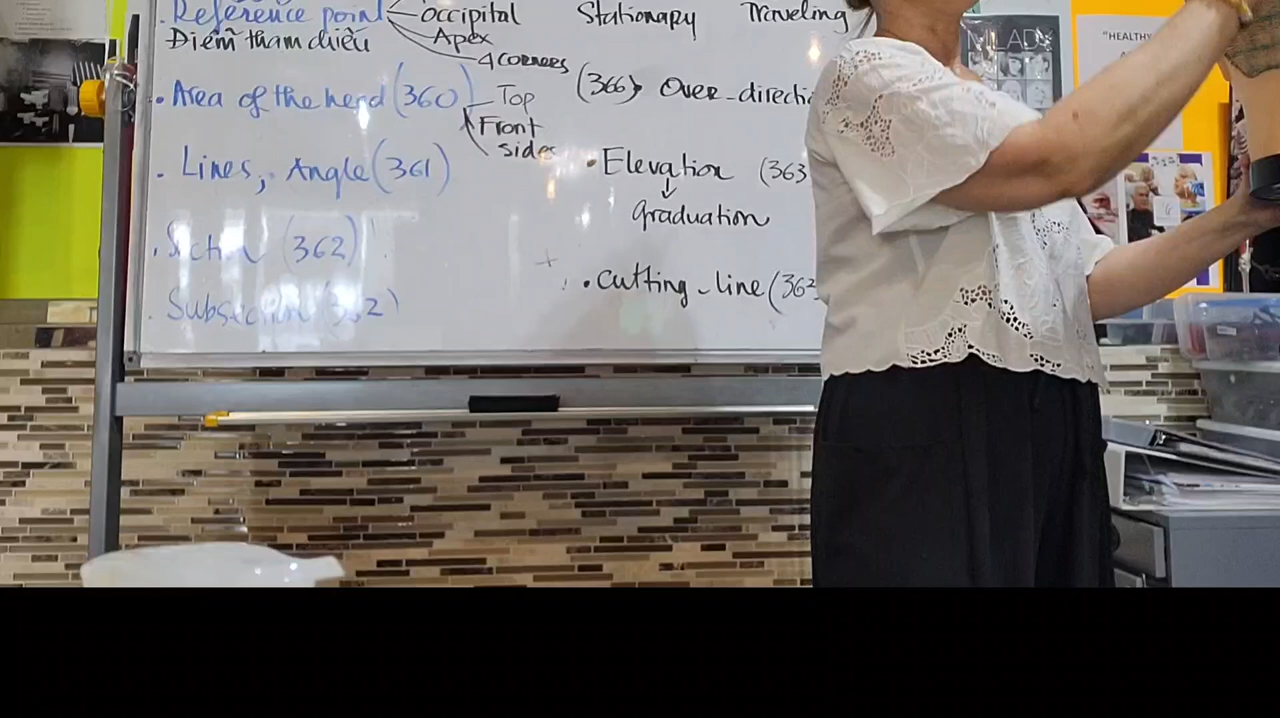 • Reference point
Điểm tham chiếu
occipital
Apex
4 corners
• Area of the head (360)
Top
Front
sides
• Lines, Angle (361)
• Section (362)
• Subsection (362)
Stationary Traveling
(366) Over-directi
• Elevation (363
graduation
• Cutting-line (362
MILADY
"HEALTHY